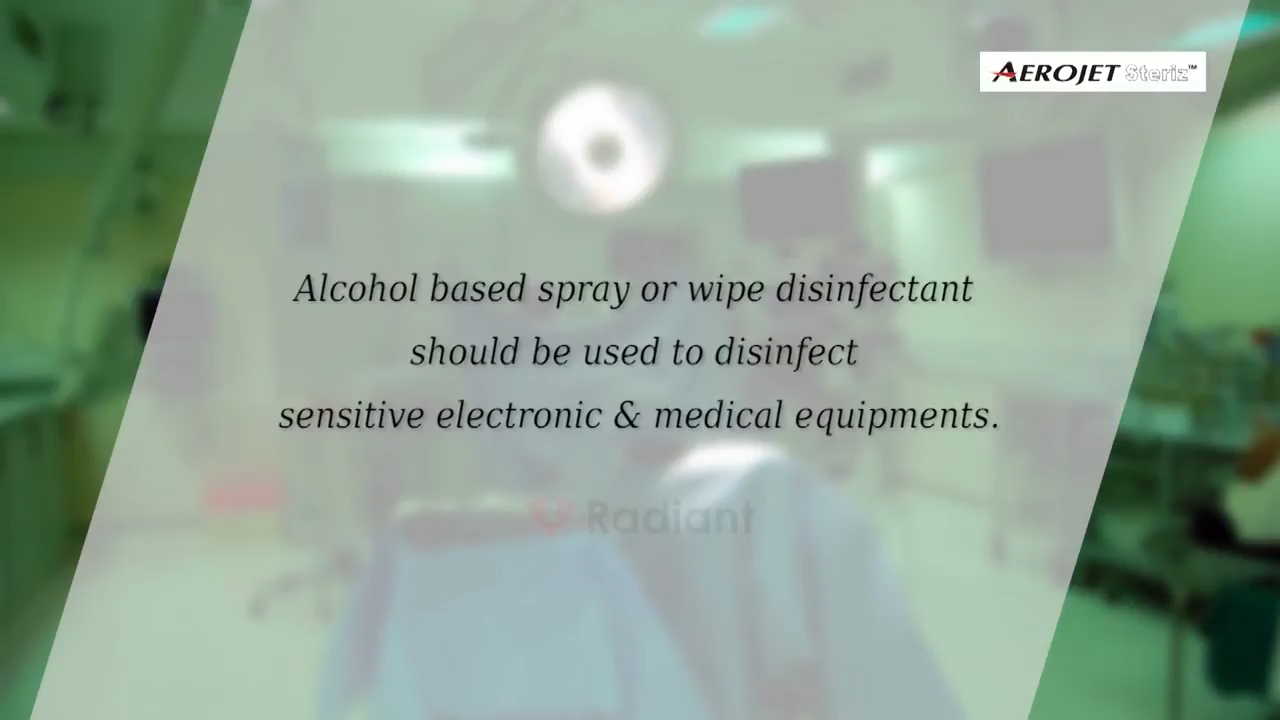 AEROJET Steriz™
Alcohol based spray or wipe disinfectant
should be used to disinfect
sensitive electronic & medical equipments.
Radiant